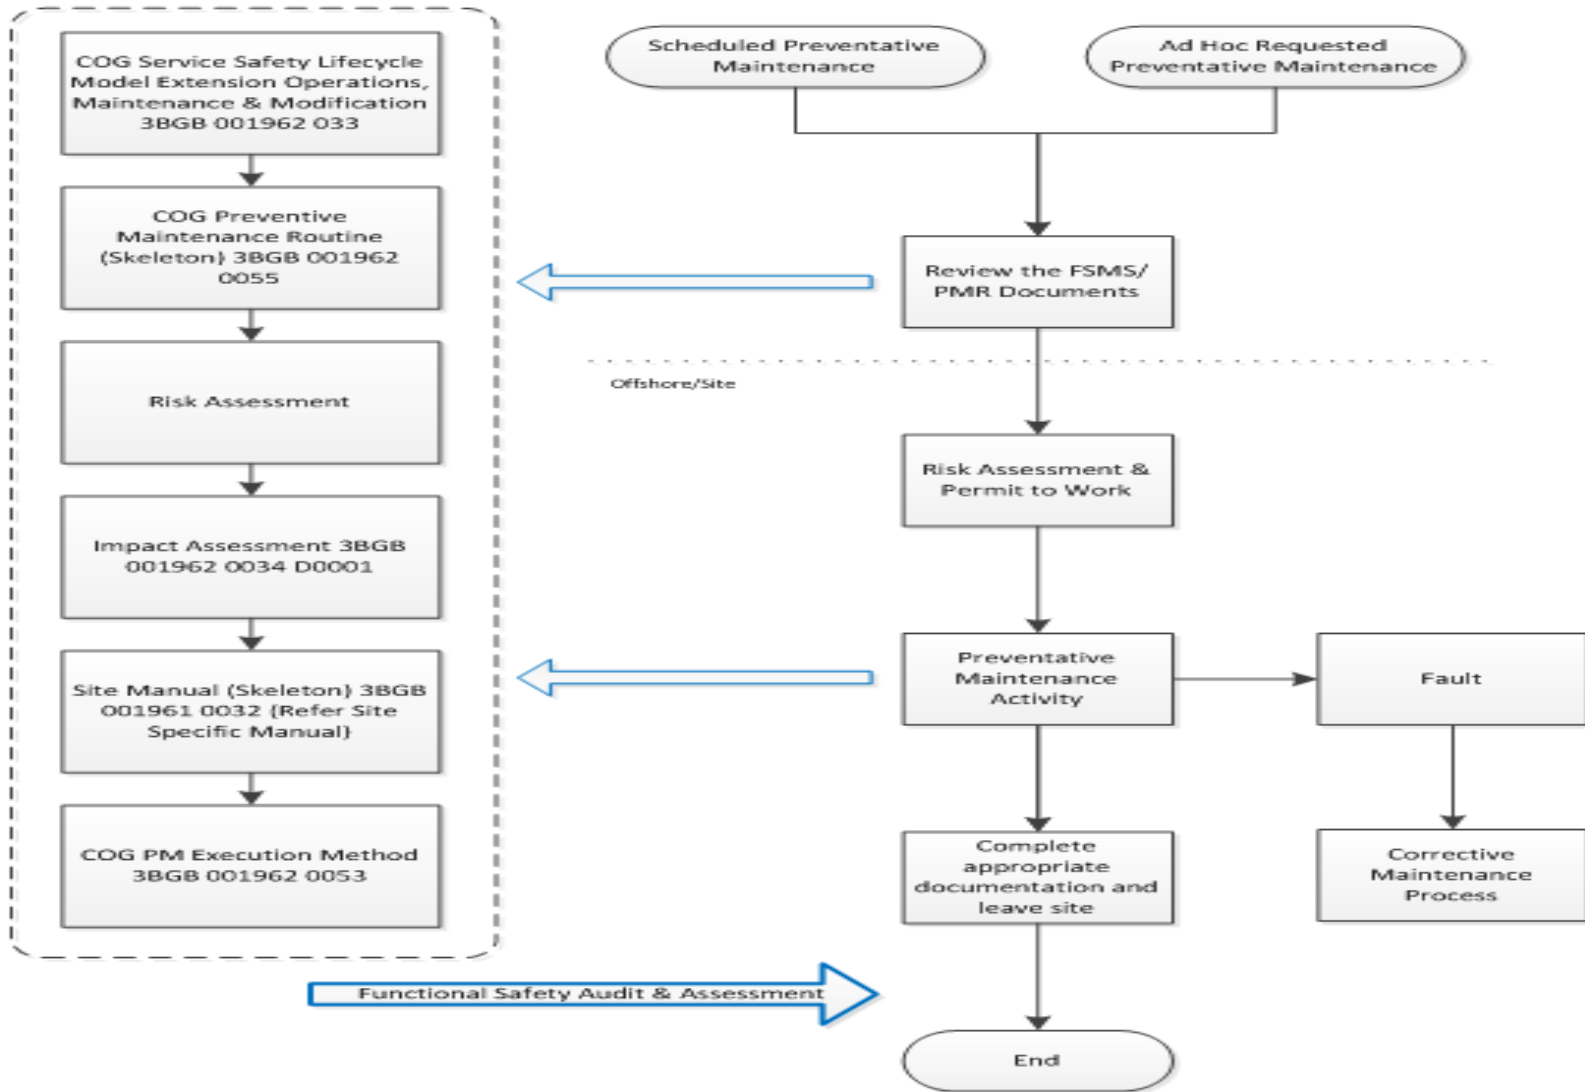 COG Service Safety Lifecycle
Model Extension Operations,
Maintenance & Modification
3BGB 001962 033
COG Preventive
Maintenance Routine
(Skeleton) 3BGB 001962
0055
Risk Assessment
Impact Assessment 3BGB
001962 0034 D0001
Site Manual (Skeleton) 3BGB
001961 0032 (Refer Site
Specific Manual)
COG PM Execution Method
3BGB 001962 0053
Scheduled Preventative
Maintenance
Ad Hoc Requested
Preventative Maintenance
Review the FSMS/
PMR Documents
Offshore/Site
Risk Assessment &
Permit to Work
Preventative
Maintenance
Activity
Fault
Complete
appropriate
documentation and
leave site
Corrective
Maintenance
Process
Functional Safety Audit & Assessment
End